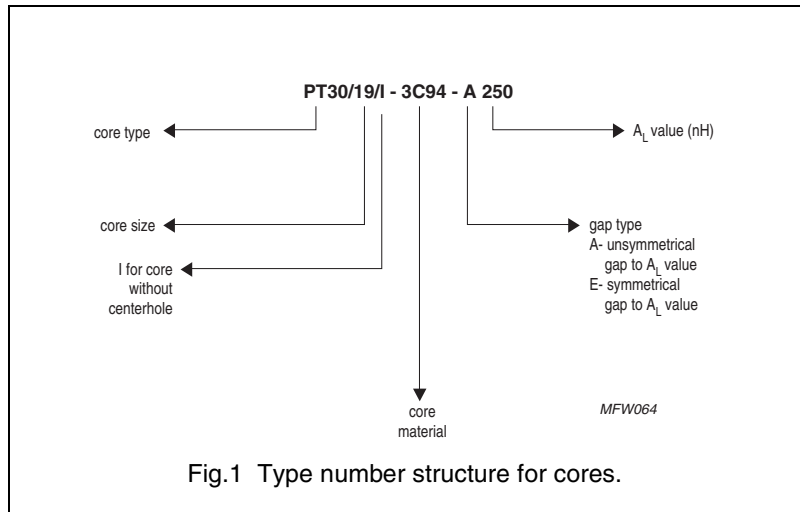 PT30/19/I - 3C94 - A 250
core type
AL value (nH)
core size
gap type
A- unsymmetrical
gap to AL value
E- symmetrical
gap to AL value
I for core
without
centerhole
core
material
MFW064
Fig.1 Type number structure for cores.